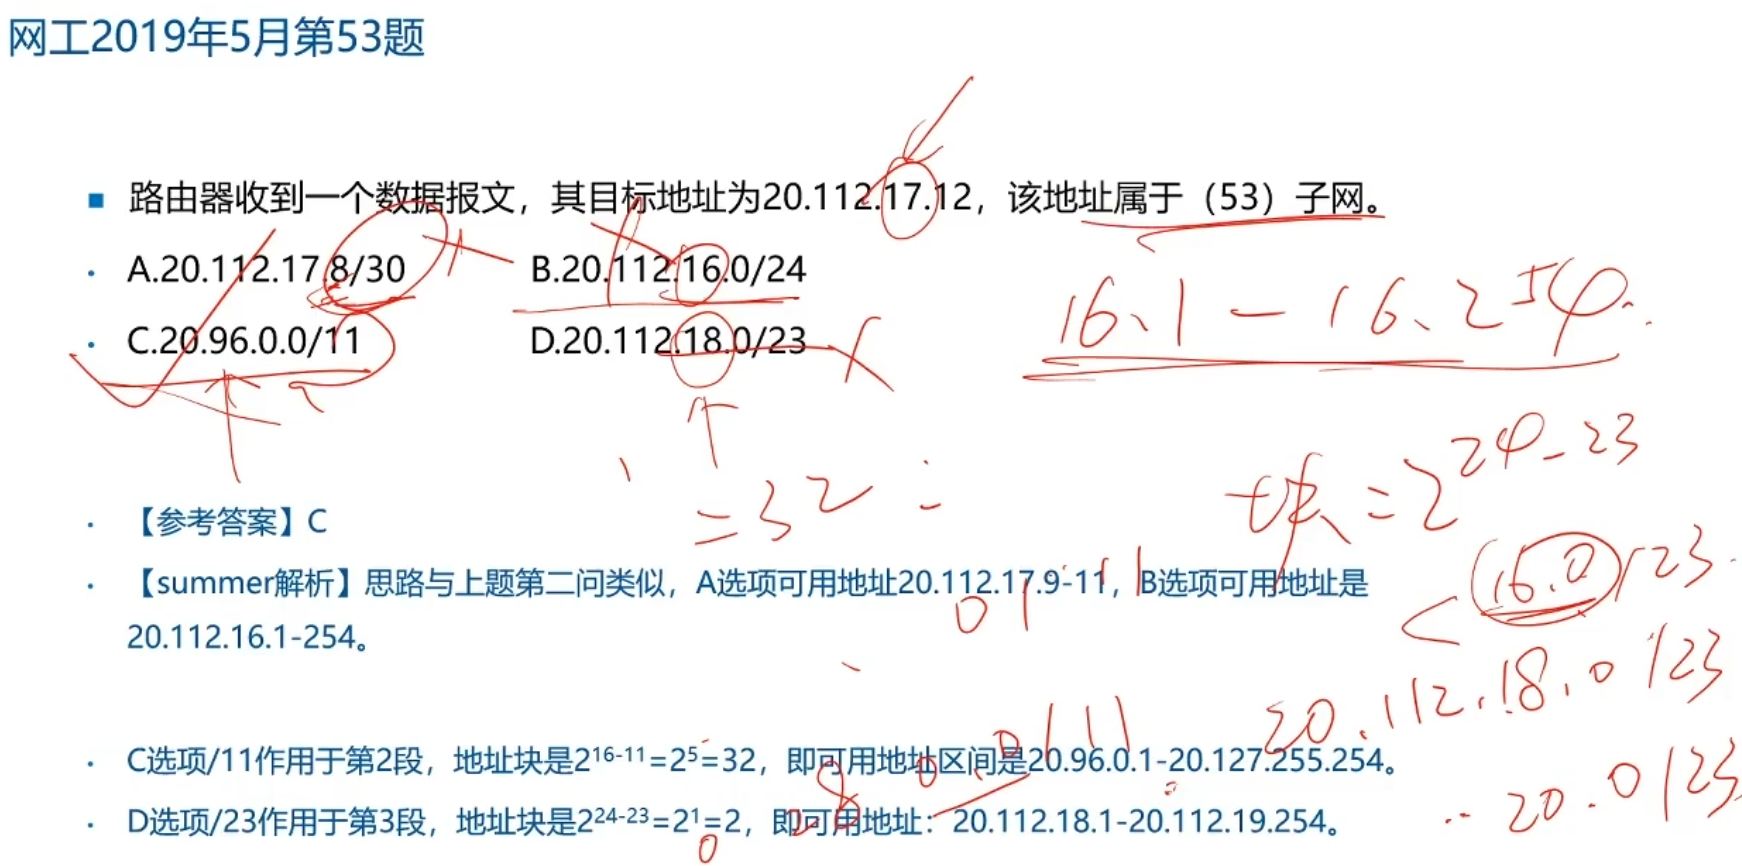 网工2019年5月第53题
路由器收到一个数据报文，其目标地址为20.112.17.12，该地址属于（53）子网。
A.20.112.17.8/30 B.20.112.16.0/24
16.1-16.254
C.20.96.0.0/11 D.20.112.18.0/23
块=2²⁴⁻²³
=32
【参考答案】C
16.0/23
【summer解析】思路与上题第二问类似，A选项可用地址20.112.17.9-11，B选项可用地址是
20.112.16.1-254。
20.112.18.0/23
C选项/11作用于第2段，地址块是2¹⁶⁻¹¹=2⁵=32，即可用地址区间是20.96.0.1-20.127.255.254。
20.0/23
D选项/23作用于第3段，地址块是2²⁴⁻²³=2¹=2，即可用地址：20.112.18.1-20.112.19.254。